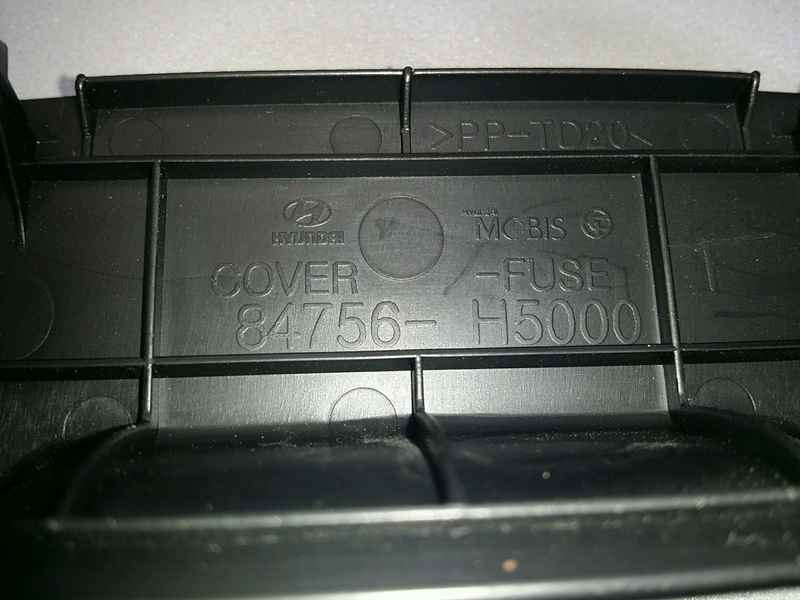 >PP-TD20<
HYUNDAI MOBIS
COVER -FUSE
84756- H5000